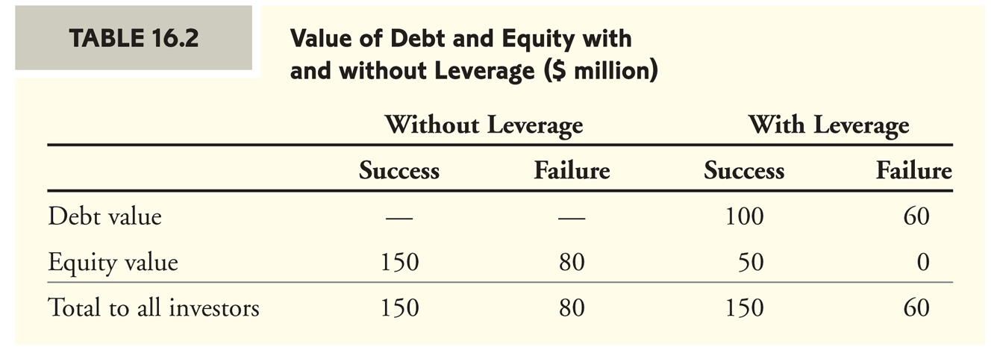 TABLE 16.2
Value of Debt and Equity with
and without Leverage ($ million)
Without Leverage With Leverage
Success Failure Success Failure
Debt value — — 100 60
Equity value 150 80 50 0
Total to all investors 150 80 150 60